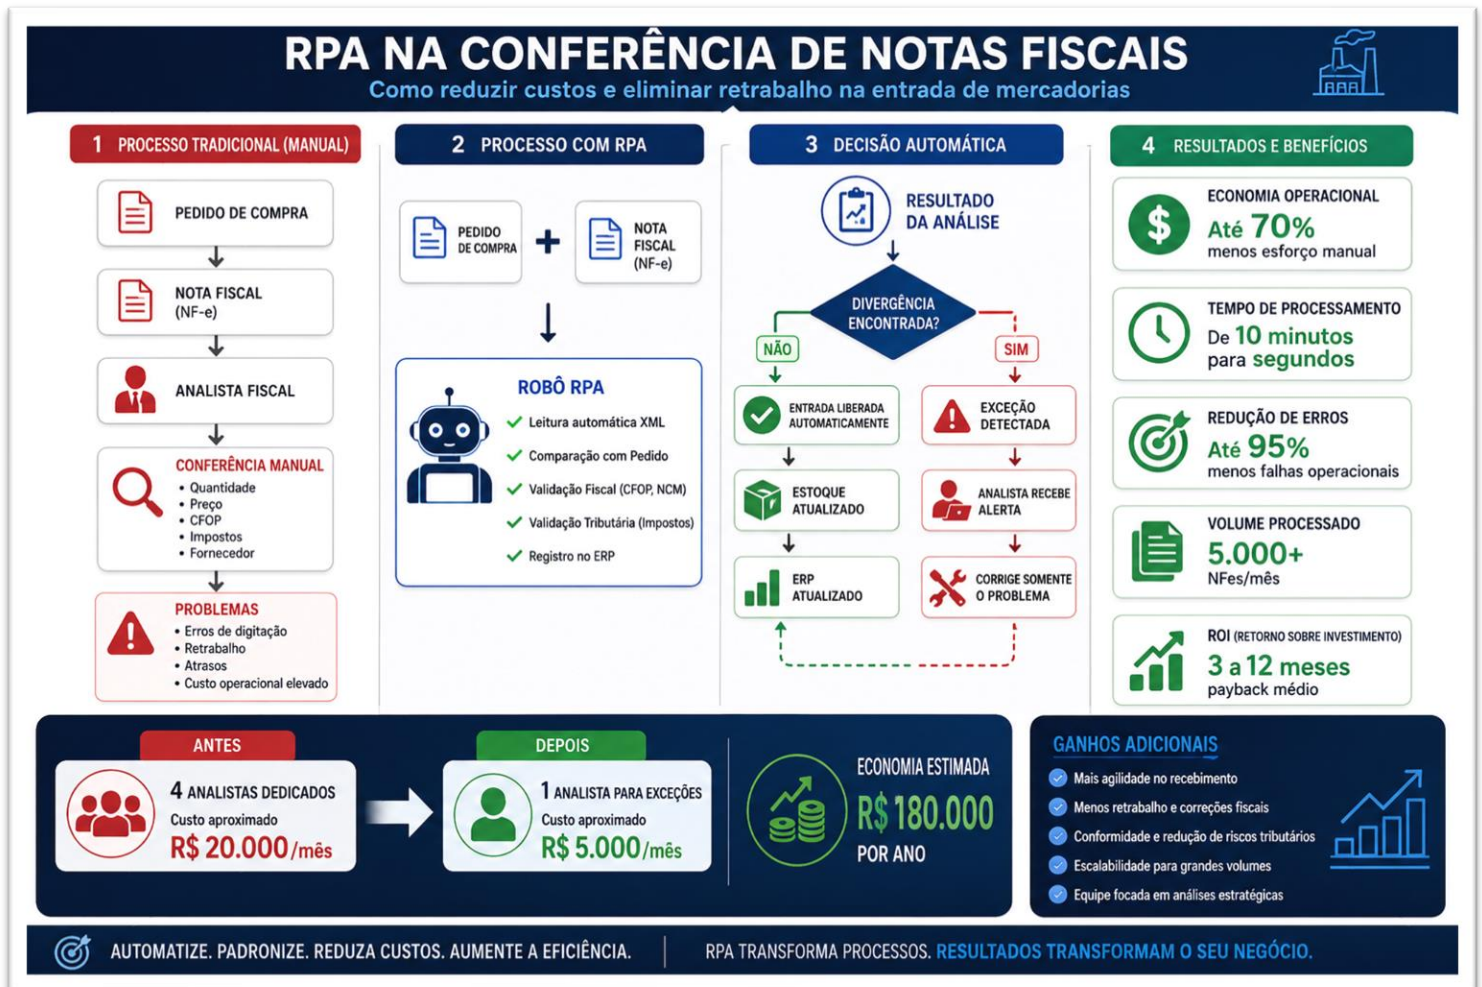 RPA NA CONFERÊNCIA DE NOTAS FISCAIS
Como reduzir custos e eliminar retrabalho na entrada de mercadorias
1 PROCESSO TRADICIONAL (MANUAL)
PEDIDO DE COMPRA
NOTA FISCAL
(NF-e)
ANALISTA FISCAL
CONFERÊNCIA MANUAL
• Quantidade
• Preço
• CFOP
• Impostos
• Fornecedor
PROBLEMAS
• Erros de digitação
• Retrabalho
• Atrasos
• Custo operacional elevado
2 PROCESSO COM RPA
PEDIDO
DE COMPRA
+
NOTA
FISCAL
(NF-e)
ROBÔ RPA
Leitura automática XML
Comparação com Pedido
Validação Fiscal (CFOP, NCM)
Validação Tributária (Impostos)
Registro no ERP
3 DECISÃO AUTOMÁTICA
RESULTADO
DA ANÁLISE
DIVERGÊNCIA
ENCONTRADA?
NÃO
SIM
ENTRADA LIBERADA
AUTOMATICAMENTE
ESTOQUE
ATUALIZADO
ERP
ATUALIZADO
EXCEÇÃO
DETECTADA
ANALISTA RECEBE
ALERTA
CORRIGE SOMENTE
O PROBLEMA
4 RESULTADOS E BENEFÍCIOS
$
ECONOMIA OPERACIONAL
Até 70%
menos esforço manual
TEMPO DE PROCESSAMENTO
De 10 minutos
para segundos
REDUÇÃO DE ERROS
Até 95%
menos falhas operacionais
VOLUME PROCESSADO
5.000+
NFes/mês
ROI (RETORNO SOBRE INVESTIMENTO)
3 a 12 meses
payback médio
ANTES
4 ANALISTAS DEDICADOS
Custo aproximado
R$ 20.000/mês
DEPOIS
1 ANALISTA PARA EXCEÇÕES
Custo aproximado
R$ 5.000/mês
ECONOMIA ESTIMADA
R$ 180.000
POR ANO
GANHOS ADICIONAIS
Mais agilidade no recebimento
Menos retrabalho e correções fiscais
Conformidade e redução de riscos tributários
Escalabilidade para grandes volumes
Equipe focada em análises estratégicas
AUTOMATIZE. PADRONIZE. REDUZA CUSTOS. AUMENTE A EFICIÊNCIA.
RPA TRANSFORMA PROCESSOS. RESULTADOS TRANSFORMAM O SEU NEGÓCIO.